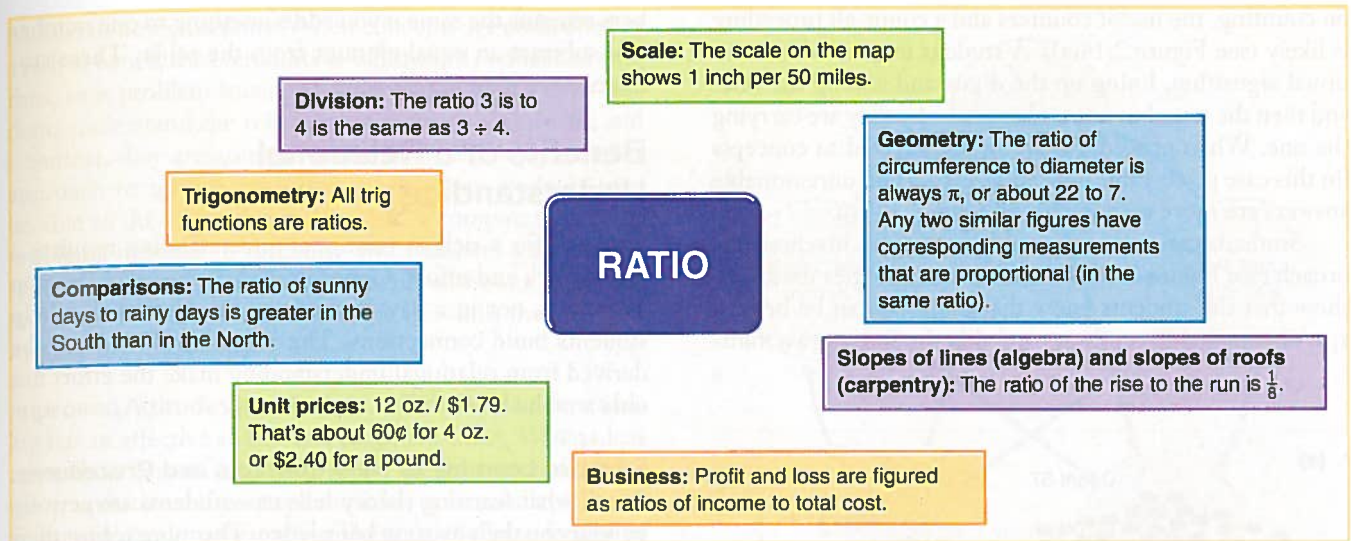 Scale: The scale on the map
shows 1 inch per 50 miles.
Division: The ratio 3 is to
4 is the same as 3 ÷ 4.
Geometry: The ratio of
circumference to diameter is
always π, or about 22 to 7.
Any two similar figures have
corresponding measurements
that are proportional (in the
same ratio).
Trigonometry: All trig
functions are ratios.
RATIO
Comparisons: The ratio of sunny
days to rainy days is greater in the
South than in the North.
Slopes of lines (algebra) and slopes of roofs
(carpentry): The ratio of the rise to the run is 1/8.
Unit prices: 12 oz. / $1.79.
That's about 60¢ for 4 oz.
or $2.40 for a pound.
Business: Profit and loss are figured
as ratios of income to total cost.